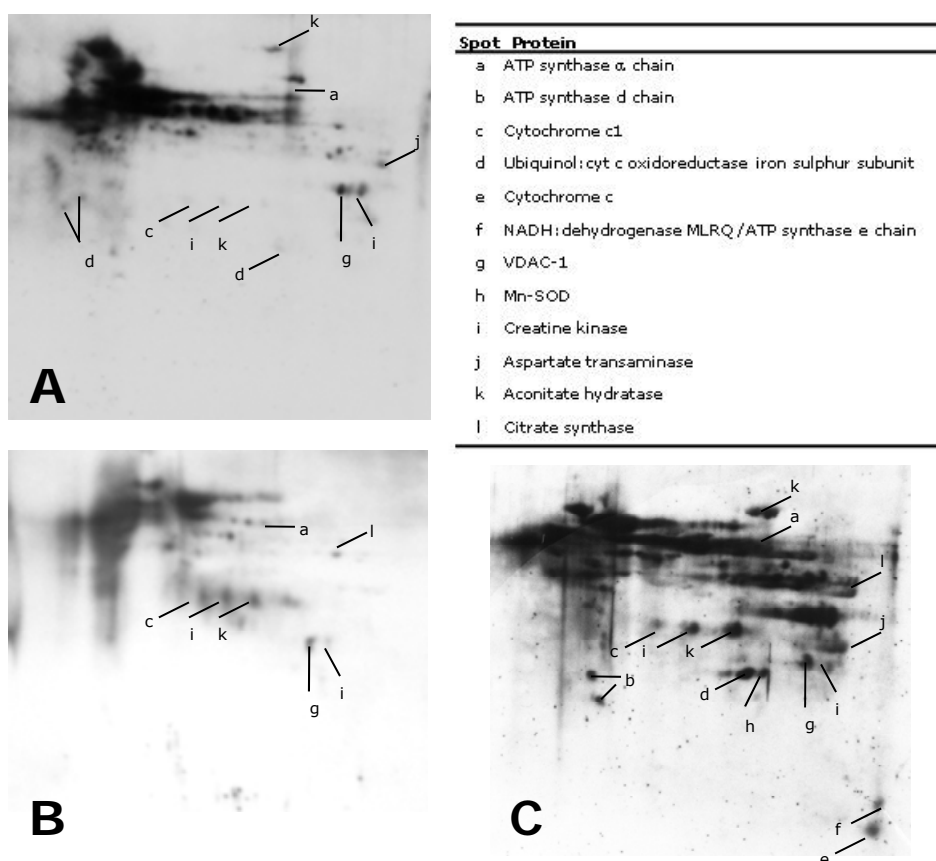 k
a
j
c
i
k
d
d
g
i
A
Spot Protein
a ATP synthase α chain
b ATP synthase d chain
c Cytochrome c1
d Ubiquinol:cyt c oxidoreductase iron sulphur subunit
e Cytochrome c
f NADH:dehydrogenase MLRQ/ATP synthase e chain
g VDAC-1
h Mn-SOD
i Creatine kinase
j Aspartate transaminase
k Aconitate hydratase
l Citrate synthase
a
l
c
i
k
g
i
B
k
a
l
j
c
i
k
b
d
h
g
i
f
e
C